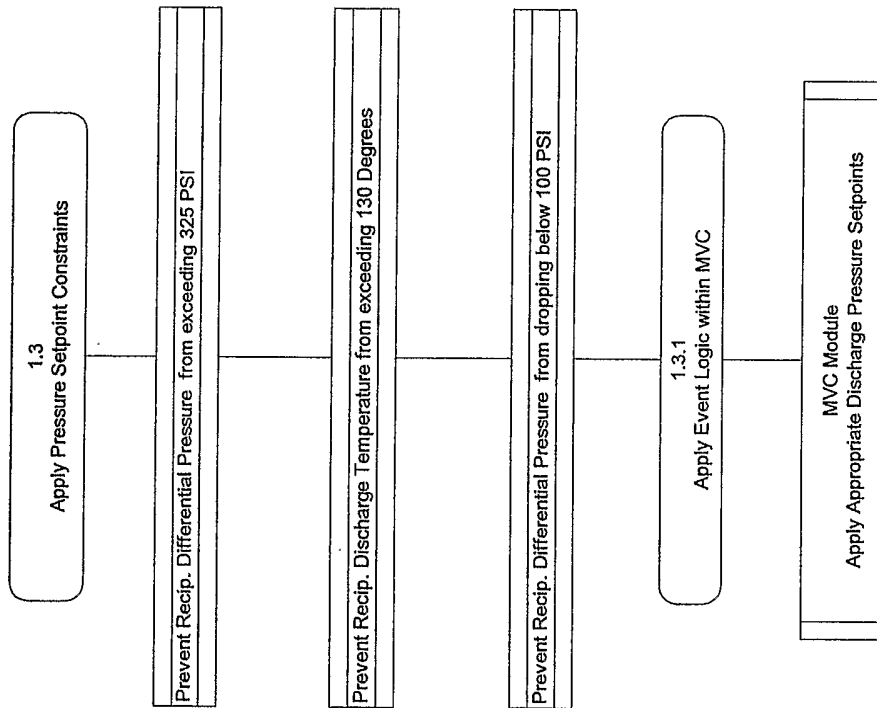 1.3
Apply Pressure Setpoint Constraints
Prevent Recip. Differential Pressure from exceeding 325 PSI
Prevent Recip. Discharge Temperature from exceeding 130 Degrees
Prevent Recip. Differential Pressure from dropping below 100 PSI
1.3.1
Apply Event Logic within MVC
MVC Module
Apply Appropriate Discharge Pressure Setpoints